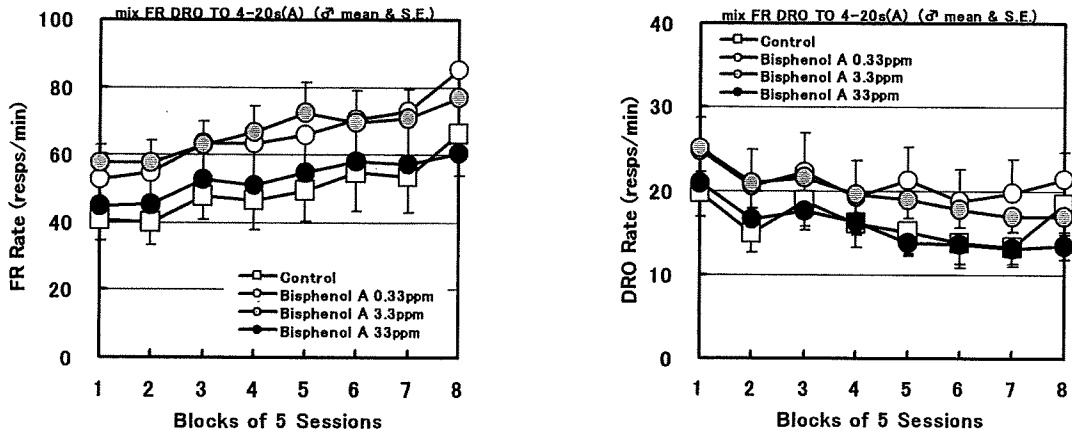 mix FR DRO TO 4-20s(A) (♂ mean & S.E.)
100
80
60
40
20
0
FR Rate (resps/min)
Control
Bisphenol A 0.33ppm
Bisphenol A 3.3ppm
Bisphenol A 33ppm
1 2 3 4 5 6 7 8
Blocks of 5 Sessions
mix FR DRO TO 4-20s(A) (♂ mean & S.E.)
40
30
20
10
0
DRO Rate (resps/min)
Control
Bisphenol A 0.33ppm
Bisphenol A 3.3ppm
Bisphenol A 33ppm
1 2 3 4 5 6 7 8
Blocks of 5 Sessions